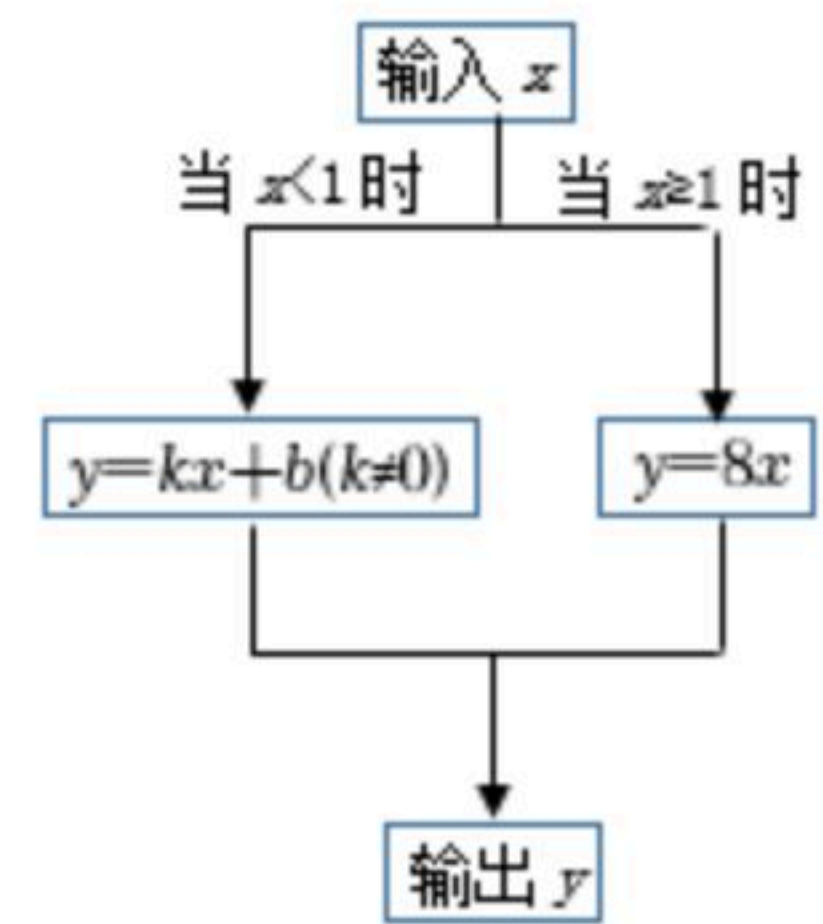 输入 x
当 x<1 时 当 x≥1 时
y=kx+b(k≠0) y=8x
输出 y